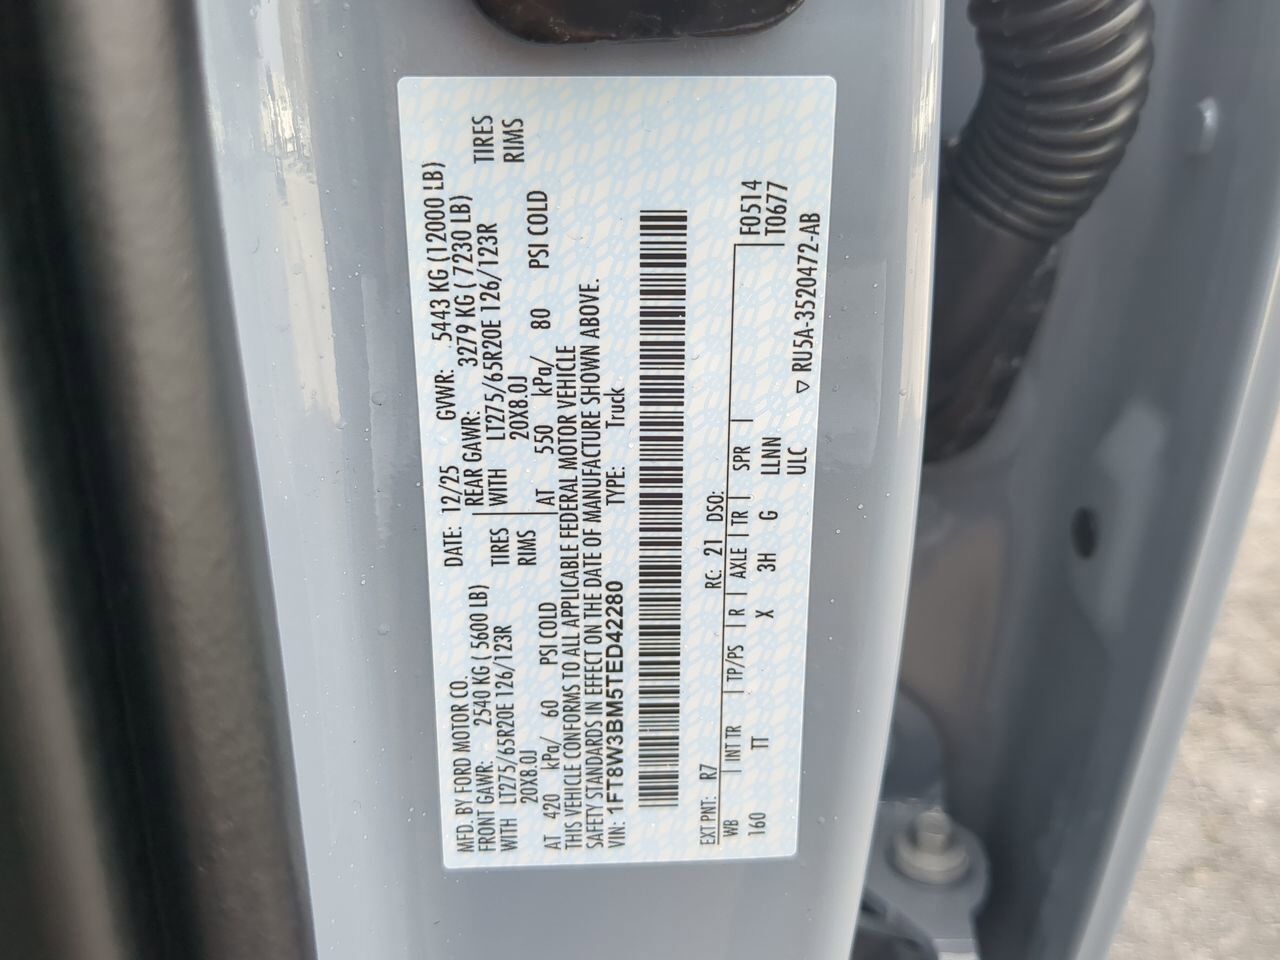 MFD. BY FORD MOTOR CO. DATE: 12/25 GVWR: 5443 KG (12000 LB)
FRONT GAWR: 2540 KG ( 5600 LB) REAR GAWR: 3279 KG ( 7230 LB)
WITH LT275/65R20E 126/123R TIRES WITH LT275/65R20E 126/123R TIRES
20X8.0J RIMS 20X8.0J RIMS
AT 420 kPa/ 60 PSI COLD AT 550 kPa/ 80 PSI COLD
THIS VEHICLE CONFORMS TO ALL APPLICABLE FEDERAL MOTOR VEHICLE
SAFETY STANDARDS IN EFFECT ON THE DATE OF MANUFACTURE SHOWN ABOVE.
VIN: 1FT8W3BM5TED42280 TYPE: Truck
EXT PNT: R7 RC: 21 DSO: F0514
WB INT TR TP/PS R AXLE TR SPR T0677
160 TT X 3H G LLNN
ULC ▽ RU5A-3520472-AB